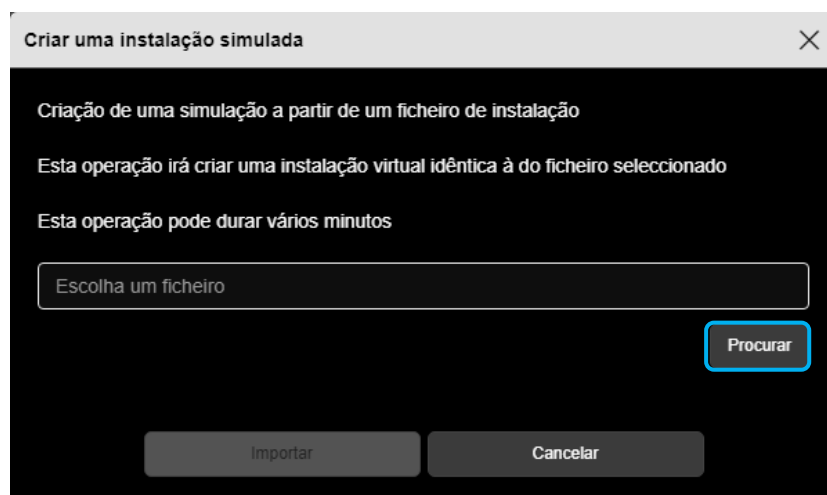 Criar uma instalação simulada
Criação de uma simulação a partir de um ficheiro de instalação
Esta operação irá criar uma instalação virtual idêntica à do ficheiro seleccionado
Esta operação pode durar vários minutos
Escolha um ficheiro
Procurar
Importar
Cancelar